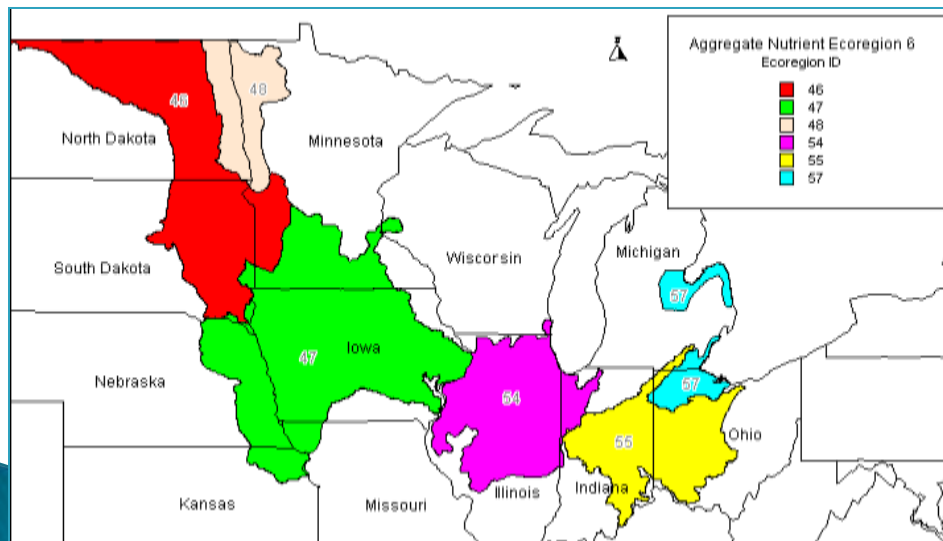 Aggregate Nutrient Ecoregion 6
Ecoregion ID
46
47
48
54
55
57
46
48
North Dakota
Minnesota
South Dakota
Wisconsin
Michigan
57
Iowa
47
Nebraska
54
57
55
Ohio
Kansas
Missouri
Illinois
Indiana